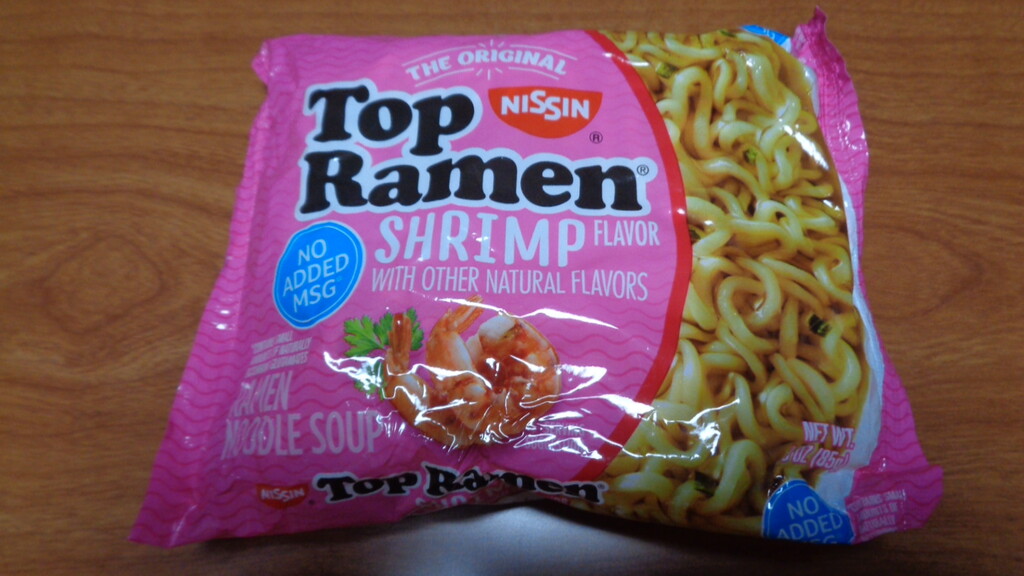 THE ORIGINAL
Top
NISSIN
®
Ramen®
SHRIMP FLAVOR
WITH OTHER NATURAL FLAVORS
NO
ADDED
MSG
NOODLE SOUP
NET WT.
NISSIN Top Ramen®
NO
ADDED